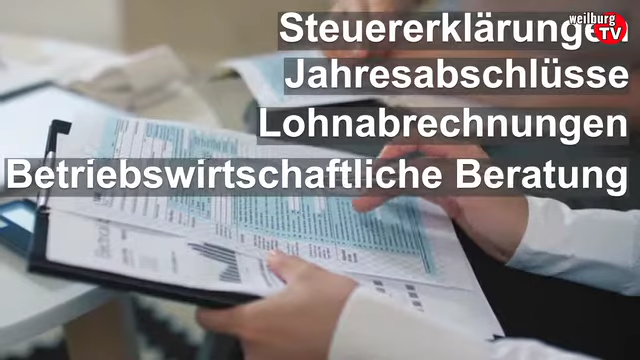 Steuererklärungen
weilburg
TV
Jahresabschlüsse
Lohnabrechnungen
Betriebswirtschaftliche Beratung